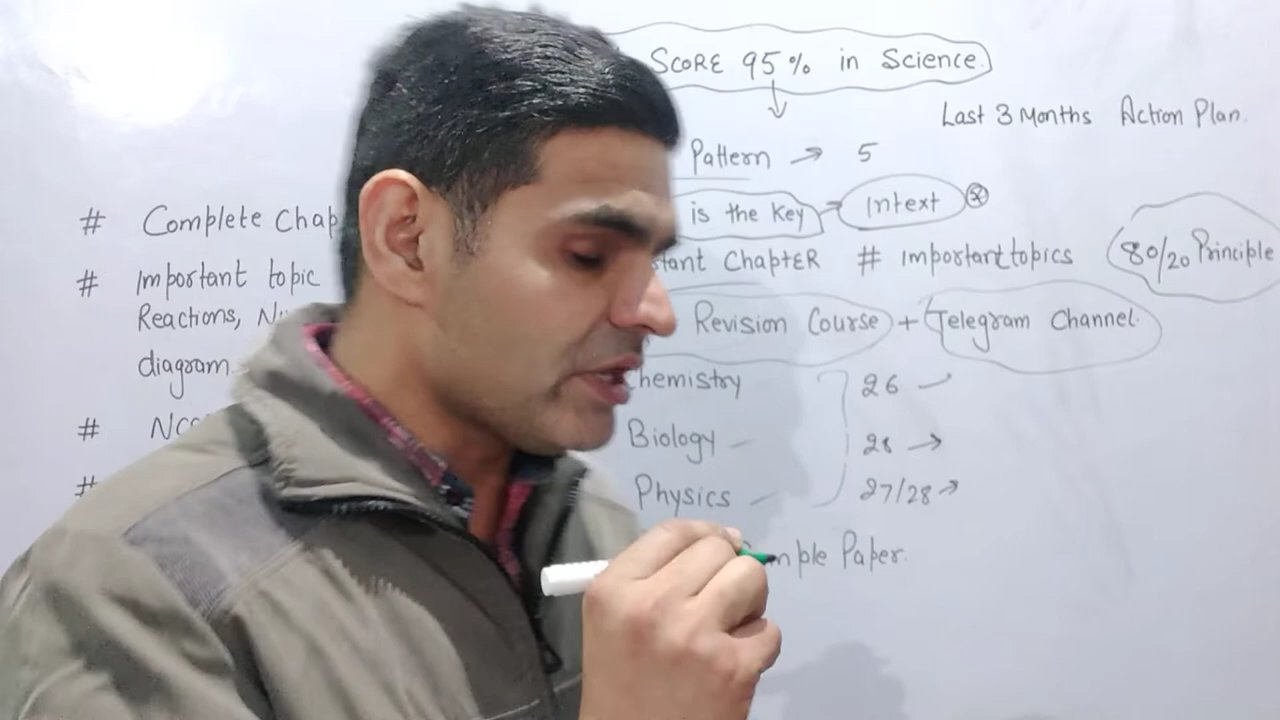 SCORE 95% in Science.
Last 3 Months Action Plan.
Pattern → 5
# Complete Chap
is the Key → Intext
# Important topic
Reactions,
diagram.
ChaptER # Important topics
80/20 Principle
Revision Course + Telegram Channel.
Chemistry 26
# Biology 28 →
# Physics 27/28 →
Paper.